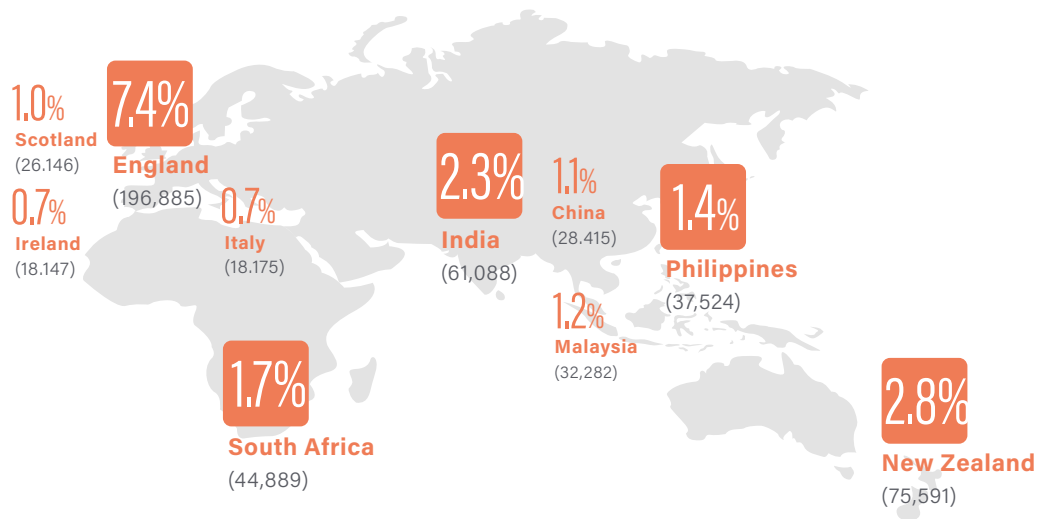 1.0%
Scotland
(26.146)
7.4%
England
(196,885)
0.7%
Ireland
(18.147)
0.7%
Italy
(18.175)
2.3%
India
(61,088)
1.1%
China
(28.415)
1.4%
Philippines
(37,524)
1.2%
Malaysia
(32,282)
1.7%
South Africa
(44,889)
2.8%
New Zealand
(75,591)